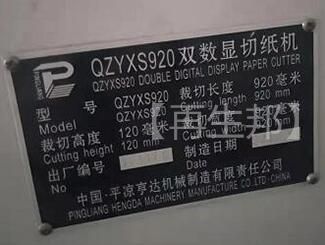 PINGLIANG
QZYXS920双数显切纸机
QZYXS920 DOUBLE DIGITAL DISPLAY PAPER CUTTER
型号 QZYXS920 裁切长度 920毫米
Model QZYXS920 Cutting length 920 mm
裁切高度 120毫米
Cutting height 120 mm
出厂编号 制造日期
中国·平凉亨达机械制造有限责任公司
PINGLIANG HENGDA MACHINERY MANUFACTURE CO.,LTD CHINA
【再生邦】